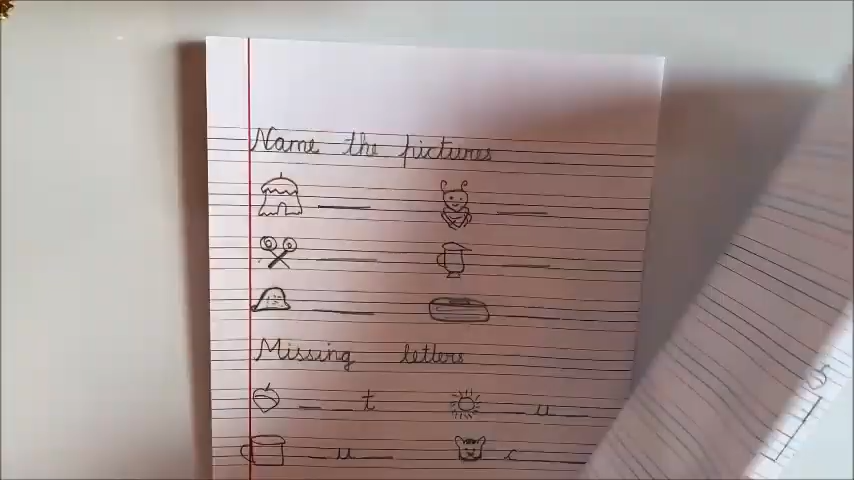 Name the pictures
Missing letters
_ _ t _ u _
_ u _ c